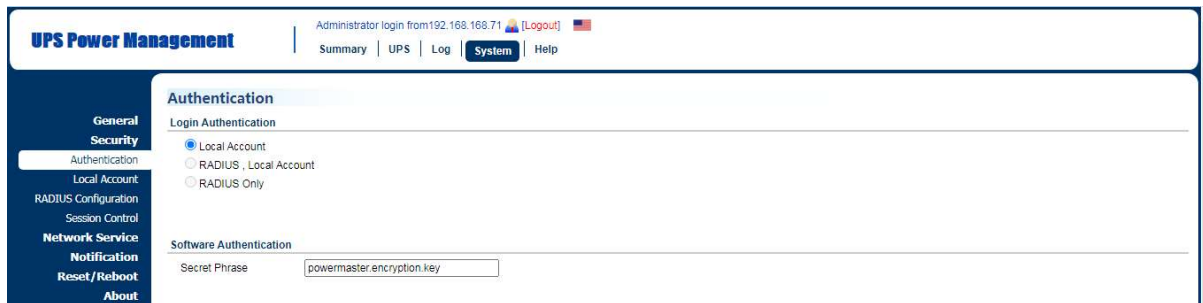 Administrator login from192.168.168.71 [Logout]
UPS Power Management
Summary | UPS | Log | System | Help
Authentication
General
Login Authentication
Security
Local Account
Authentication
RADIUS , Local Account
Local Account
RADIUS Only
RADIUS Configuration
Session Control
Network Service
Software Authentication
Notification
Secret Phrase powermaster.encryption.key
Reset/Reboot
About